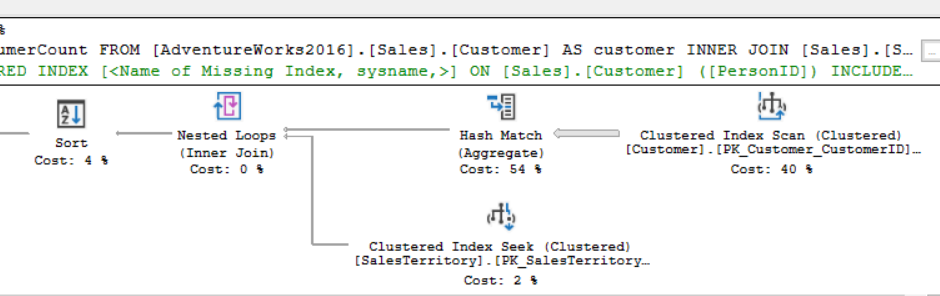 %
umerCount FROM [AdventureWorks2016].[Sales].[Customer] AS customer INNER JOIN [Sales].[S… ...
RED INDEX [<Name of Missing Index, sysname,>] ON [Sales].[Customer] ([PersonID]) INCLUDE…
A
Z
Sort
Cost: 4 %
Nested Loops
(Inner Join)
Cost: 0 %
Hash Match
(Aggregate)
Cost: 54 %
Clustered Index Scan (Clustered)
[Customer].[PK_Customer_CustomerID]…
Cost: 40 %
Clustered Index Seek (Clustered)
[SalesTerritory].[PK_SalesTerritory…
Cost: 2 %